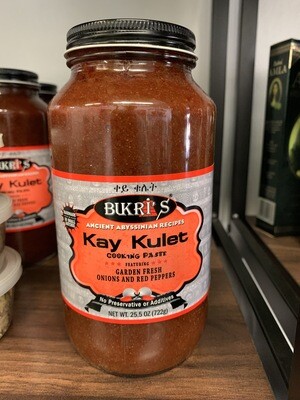 ቀይ ቁሌት
BUKRI'S
ANCIENT ABYSSINIAN RECIPES
Kay Kulet
COOKING PASTE
FEATURING
GARDEN FRESH
ONIONS AND RED PEPPERS
No Preservative or Additives
NET WT. 25.5 OZ (722g)
KRI'S
Kulet